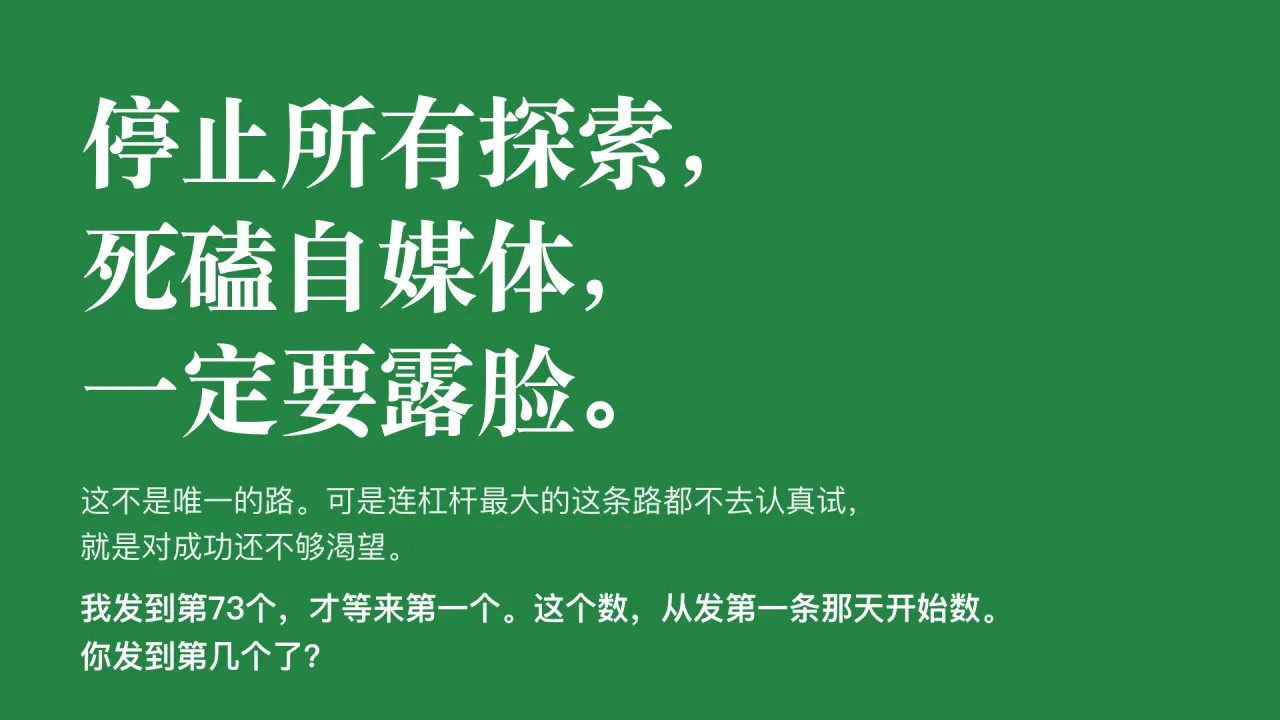 停止所有探索，
死磕自媒体，
一定要露脸。
这不是唯一的路。可是连杠杆最大的这条路都不去认真试，
就是对成功还不够渴望。
我发到第73个，才等来第一个。这个数，从发第一条那天开始数。
你发到第几个了？